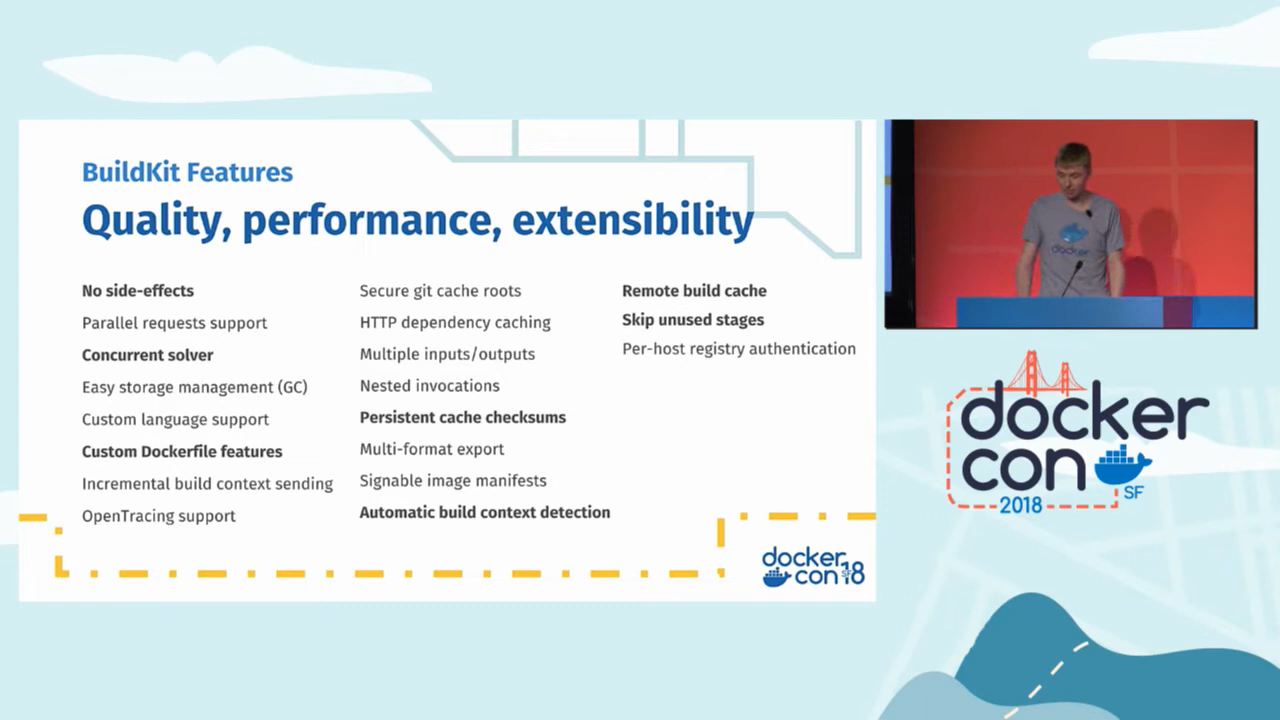 BuildKit Features
Quality, performance, extensibility
No side-effects
Parallel requests support
Concurrent solver
Easy storage management (GC)
Custom language support
Custom Dockerfile features
Incremental build context sending
OpenTracing support
Secure git cache roots
HTTP dependency caching
Multiple inputs/outputs
Nested invocations
Persistent cache checksums
Multi-format export
Signable image manifests
Automatic build context detection
Remote build cache
Skip unused stages
Per-host registry authentication
docker
con 18
SF
docker
docker
con
SF
2018